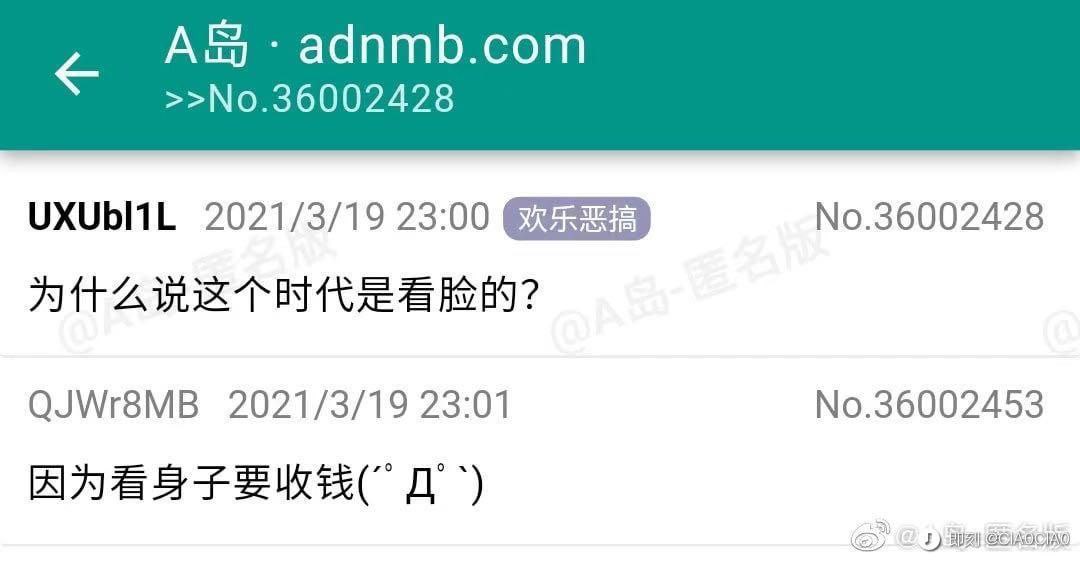 A岛 · adnmb.com
>>No.36002428
UXUbl1L 2021/3/19 23:00 欢乐恶搞 No.36002428
为什么说这个时代是看脸的?
@A岛-匿名版 @A岛-匿名版
QJWr8MB 2021/3/19 23:01 No.36002453
因为看身子要收钱(´ﾟДﾟ`)
即刻 @CIAOCIAO